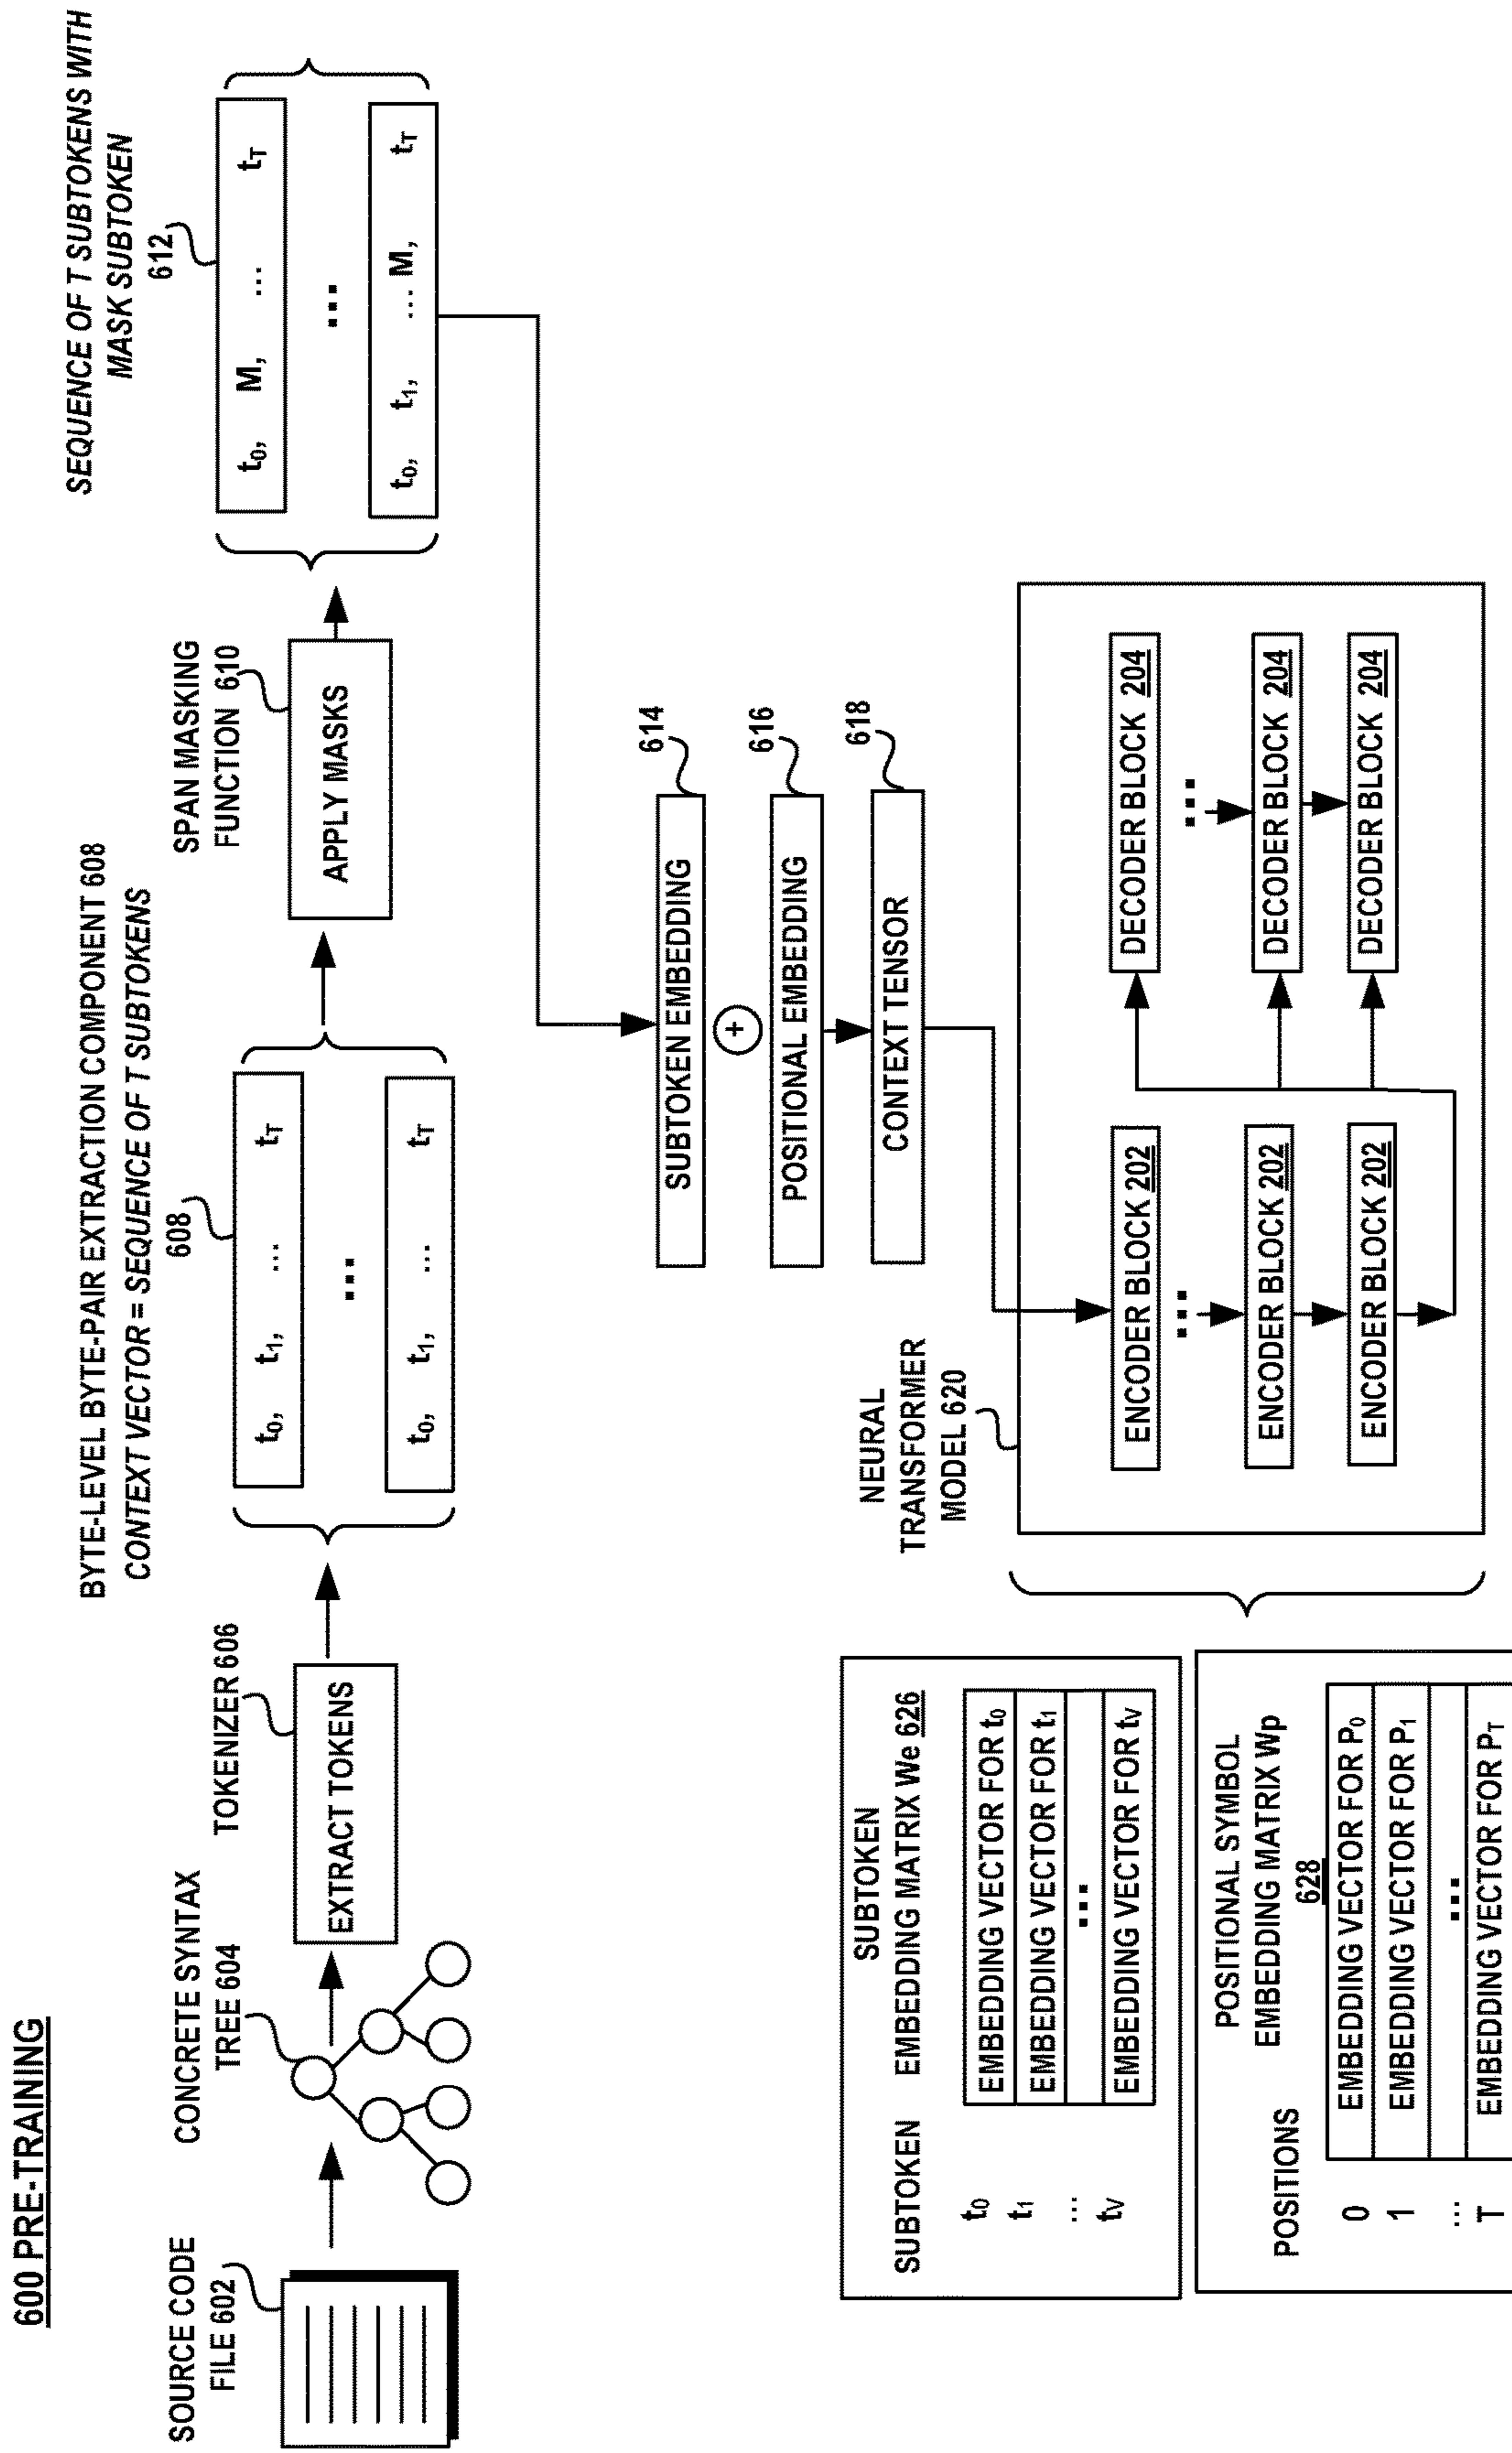 600 PRE-TRAINING
SOURCE CODE
FILE 602
CONCRETE SYNTAX
TREE 604
TOKENIZER 606
EXTRACT TOKENS
BYTE-LEVEL BYTE-PAIR EXTRACTION COMPONENT 608
CONTEXT VECTOR = SEQUENCE OF T SUBTOKENS
608
t0, t1, ... tT
...
t0, t1, ... tT
SPAN MASKING
FUNCTION 610
APPLY MASKS
SEQUENCE OF T SUBTOKENS WITH
MASK SUBTOKEN
612
t0, M, ... tT
...
t0, t1, ... M, tT
SUBTOKEN EMBEDDING
614
+
POSITIONAL EMBEDDING
616
CONTEXT TENSOR
618
NEURAL
TRANSFORMER
MODEL 620
ENCODER BLOCK 202
...
ENCODER BLOCK 202
ENCODER BLOCK 202
DECODER BLOCK 204
...
DECODER BLOCK 204
DECODER BLOCK 204
SUBTOKEN
SUBTOKEN EMBEDDING MATRIX We 626
t0 EMBEDDING VECTOR FOR t0
t1 EMBEDDING VECTOR FOR t1
... ...
tV EMBEDDING VECTOR FOR tV
POSITIONAL SYMBOL
POSITIONS EMBEDDING MATRIX Wp
628
0 EMBEDDING VECTOR FOR P0
1 EMBEDDING VECTOR FOR P1
... ...
T EMBEDDING VECTOR FOR PT